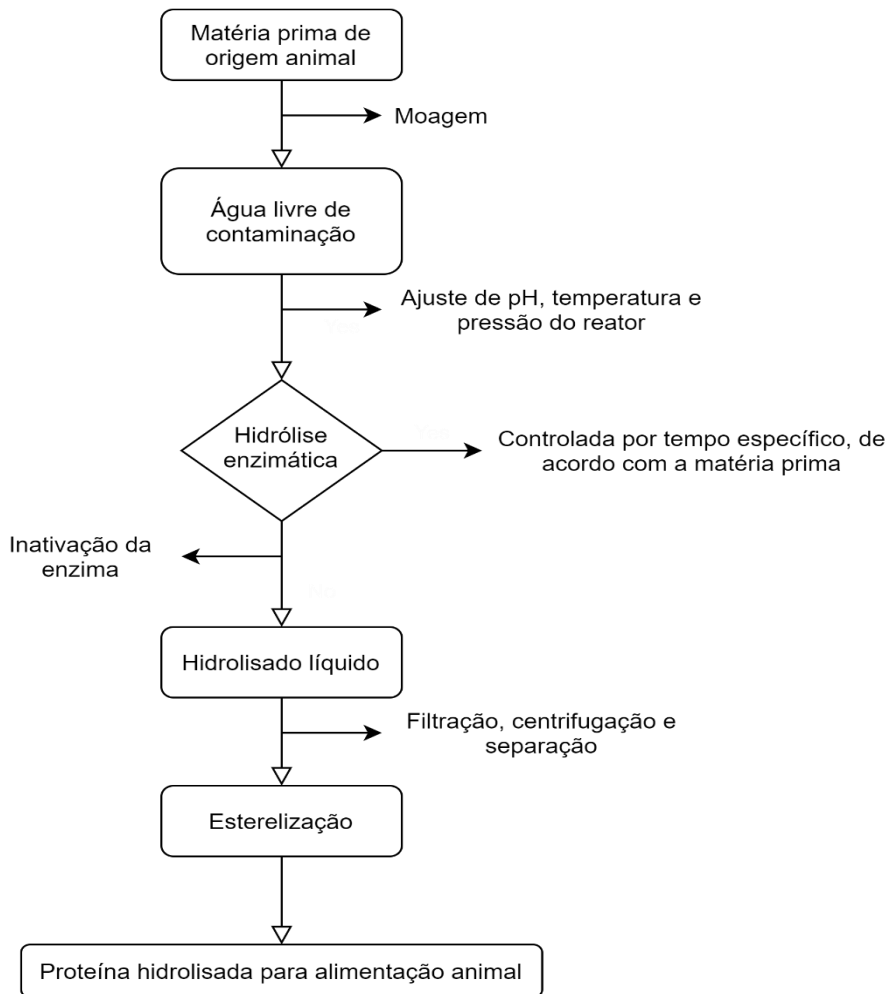 Matéria prima de
origem animal
Moagem
Água livre de
contaminação
Ajuste de pH, temperatura e
pressão do reator
Hidrólise
enzimática
Controlada por tempo específico, de
acordo com a matéria prima
Inativação da
enzima
Hidrolisado líquido
Filtração, centrifugação e
separação
Esterelização
Proteína hidrolisada para alimentação animal